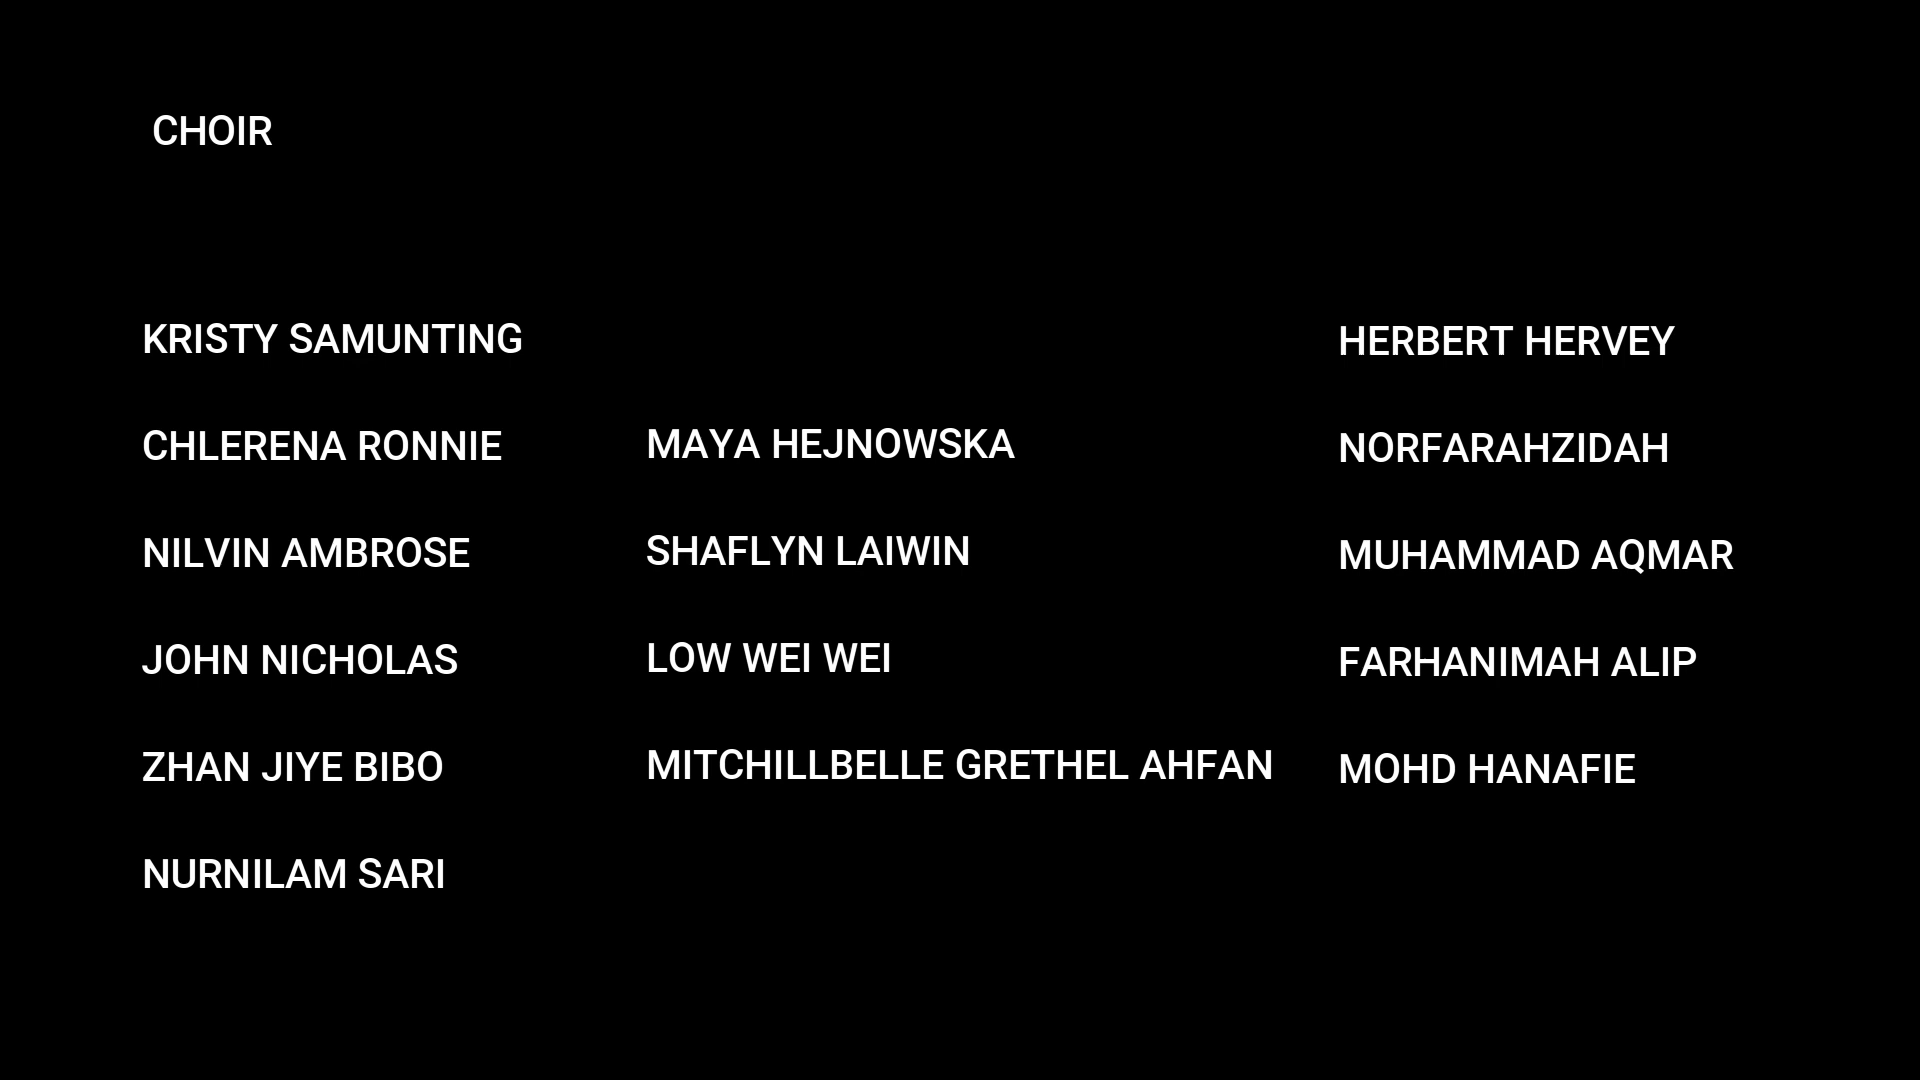 CHOIR
KRISTY SAMUNTING
CHLERENA RONNIE
NILVIN AMBROSE
JOHN NICHOLAS
ZHAN JIYE BIBO
NURNILAM SARI
MAYA HEJNOWSKA
SHAFLYN LAIWIN
LOW WEI WEI
MITCHILLBELLE GRETHEL AHFAN
HERBERT HERVEY
NORFARAHZIDAH
MUHAMMAD AQMAR
FARHANIMAH ALIP
MOHD HANAFIE